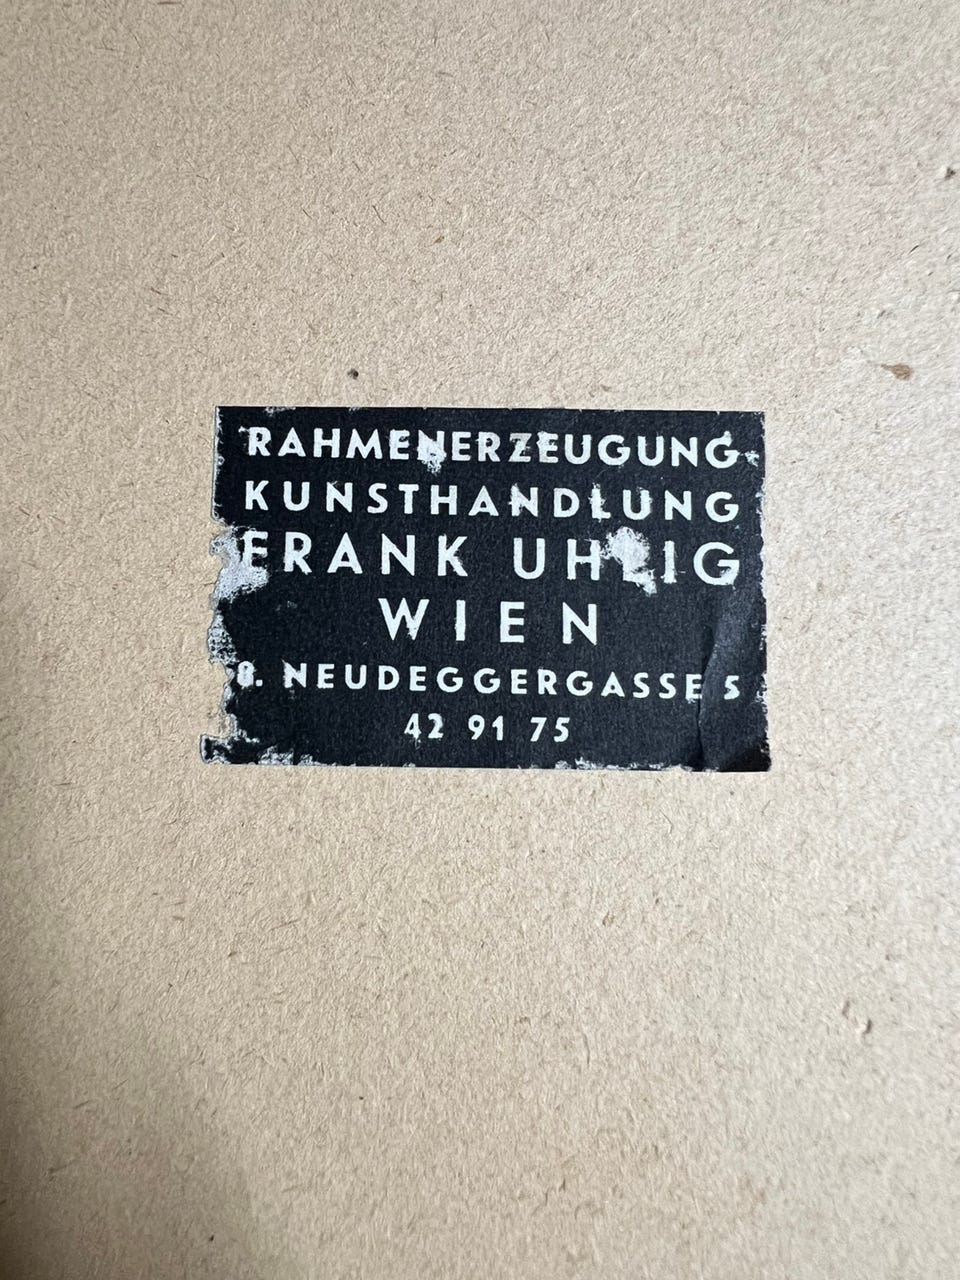 RAHMENERZEUGUNG
KUNSTHANDLUNG
FRANK UHLIG
WIEN
8. NEUDEGGERGASSE 5
42 91 75